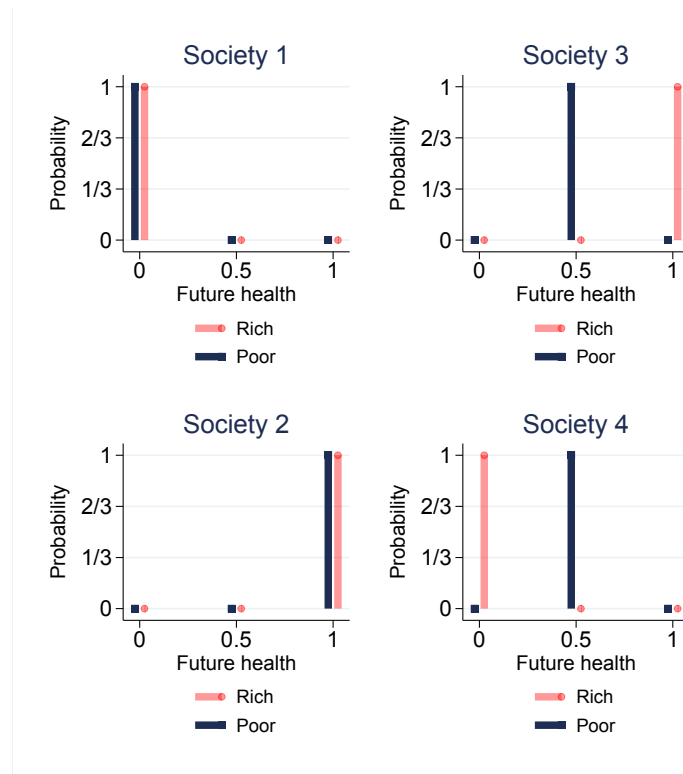 Society 1
Probability
1
2/3
1/3
0
0 0.5 1
Future health
Rich
Poor
Society 3
Probability
1
2/3
1/3
0
0 0.5 1
Future health
Rich
Poor
Society 2
Probability
1
2/3
1/3
0
0 0.5 1
Future health
Rich
Poor
Society 4
Probability
1
2/3
1/3
0
0 0.5 1
Future health
Rich
Poor